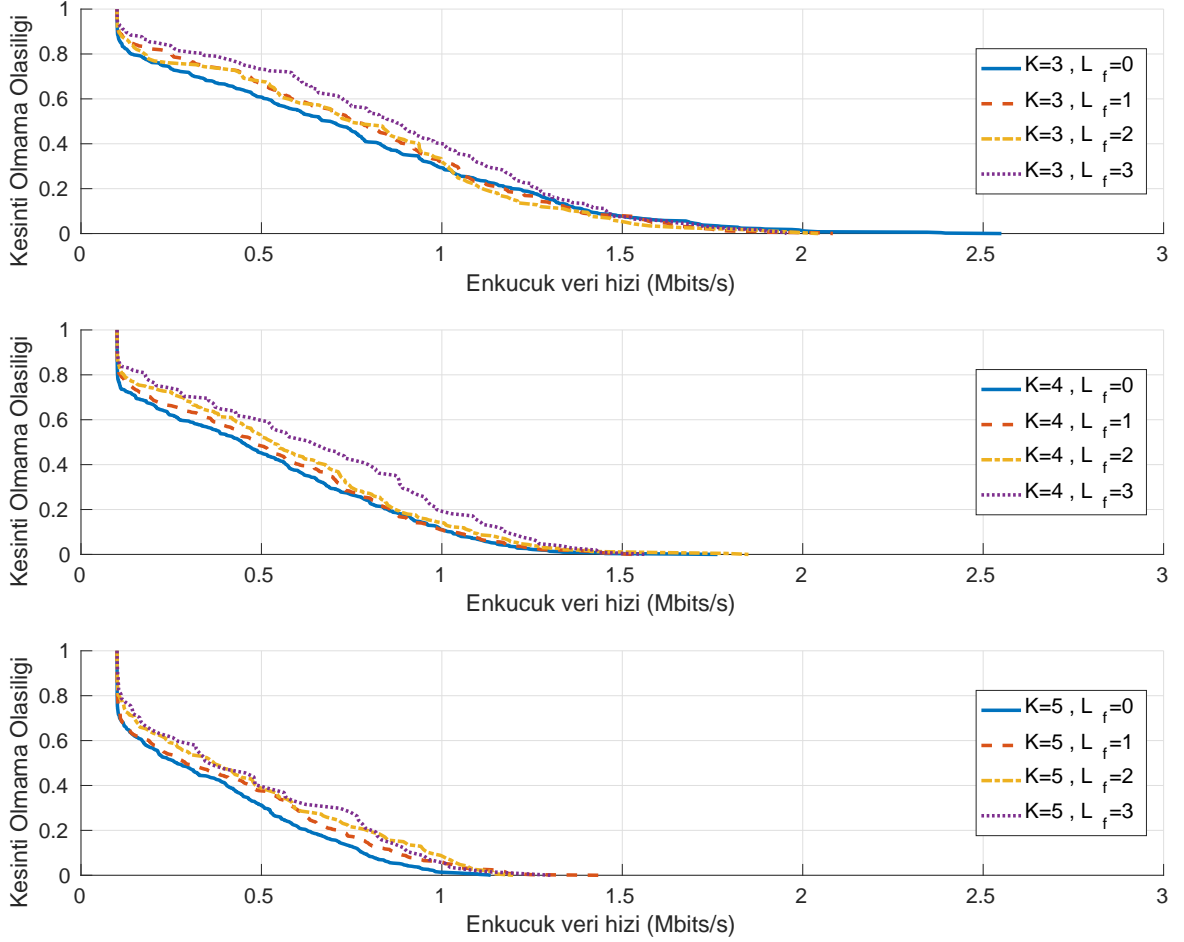 1
0.8
0.6
0.4
0.2
0
Kesinti Olmama Olasiligi
K=3 , L f=0
K=3 , L f=1
K=3 , L f=2
K=3 , L f=3
0 0.5 1 1.5 2 2.5 3
Enkucuk veri hizi (Mbits/s)
1
0.8
0.6
0.4
0.2
0
Kesinti Olmama Olasiligi
K=4 , L f=0
K=4 , L f=1
K=4 , L f=2
K=4 , L f=3
0 0.5 1 1.5 2 2.5 3
Enkucuk veri hizi (Mbits/s)
1
0.8
0.6
0.4
0.2
0
Kesinti Olmama Olasiligi
K=5 , L f=0
K=5 , L f=1
K=5 , L f=2
K=5 , L f=3
0 0.5 1 1.5 2 2.5 3
Enkucuk veri hizi (Mbits/s)